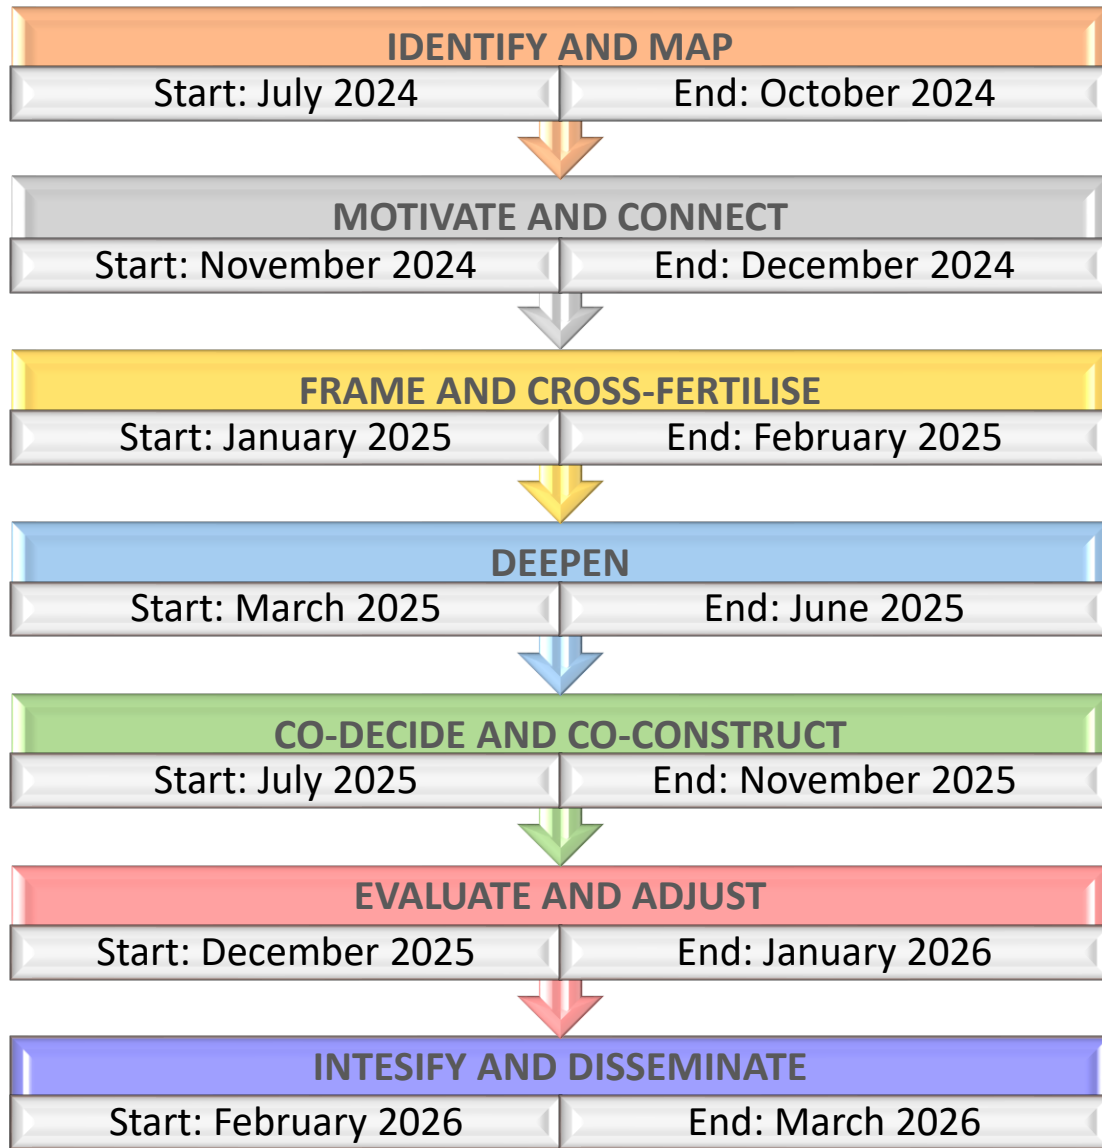 IDENTIFY AND MAP
Start: July 2024 End: October 2024
MOTIVATE AND CONNECT
Start: November 2024 End: December 2024
FRAME AND CROSS-FERTILISE
Start: January 2025 End: February 2025
DEEPEN
Start: March 2025 End: June 2025
CO-DECIDE AND CO-CONSTRUCT
Start: July 2025 End: November 2025
EVALUATE AND ADJUST
Start: December 2025 End: January 2026
INTESIFY AND DISSEMINATE
Start: February 2026 End: March 2026